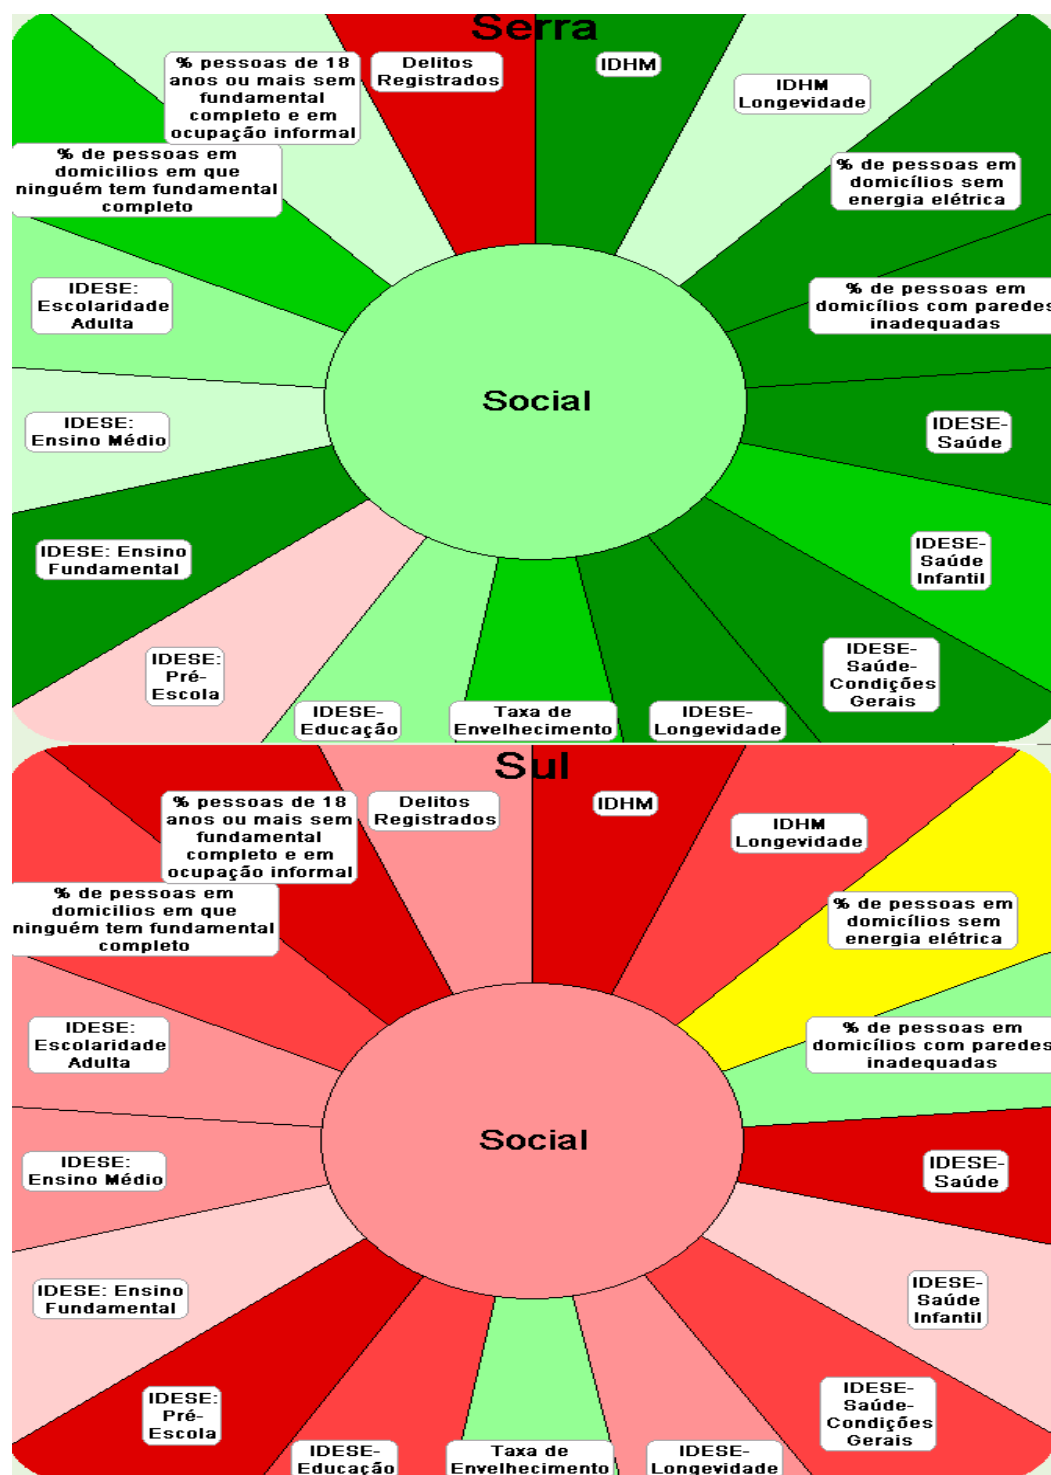 Serra
% pessoas de 18
anos ou mais sem
fundamental
completo e em
ocupação informal
Delitos
Registrados
IDHM
IDHM
Longevidade
% de pessoas em
domicilios em que
ninguém tem fundamental
completo
% de pessoas em
domicílios sem
energia elétrica
IDESE:
Escolaridade
Adulta
% de pessoas em
domicílios com paredes
inadequadas
Social
IDESE:
Ensino Médio
IDESE-
Saúde
IDESE: Ensino
Fundamental
IDESE-
Saúde
Infantil
IDESE:
Pré-
Escola
IDESE-
Saúde-
Condições
Gerais
IDESE-
Educação
Taxa de
Envelhecimento
IDESE-
Longevidade
Sul
% pessoas de 18
anos ou mais sem
fundamental
completo e em
ocupação informal
Delitos
Registrados
IDHM
IDHM
Longevidade
% de pessoas em
domicilios em que
ninguém tem fundamental
completo
% de pessoas em
domicílios sem
energia elétrica
IDESE:
Escolaridade
Adulta
% de pessoas em
domicílios com paredes
inadequadas
Social
IDESE:
Ensino Médio
IDESE-
Saúde
IDESE: Ensino
Fundamental
IDESE-
Saúde
Infantil
IDESE:
Pré-
Escola
IDESE-
Saúde-
Condições
Gerais
IDESE-
Educação
Taxa de
Envelhecimento
IDESE-
Longevidade